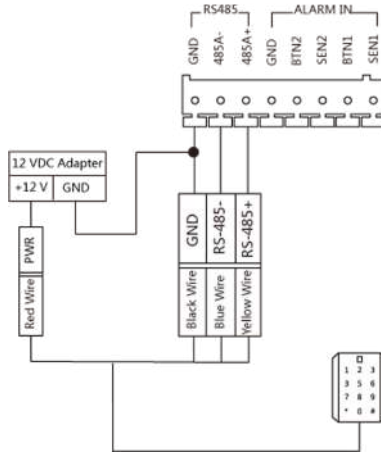 RS485
ALARM IN
GND
485A-
485A+
GND
BTN2
SEN2
BTN1
SEN1
12 VDC Adapter
+12 V
GND
PWR
Red Wire
GND
RS-485-
RS-485+
Black Wire
Blue Wire
Yellow Wire
1 2 3
3 5 6
7 8 9
* 0 #